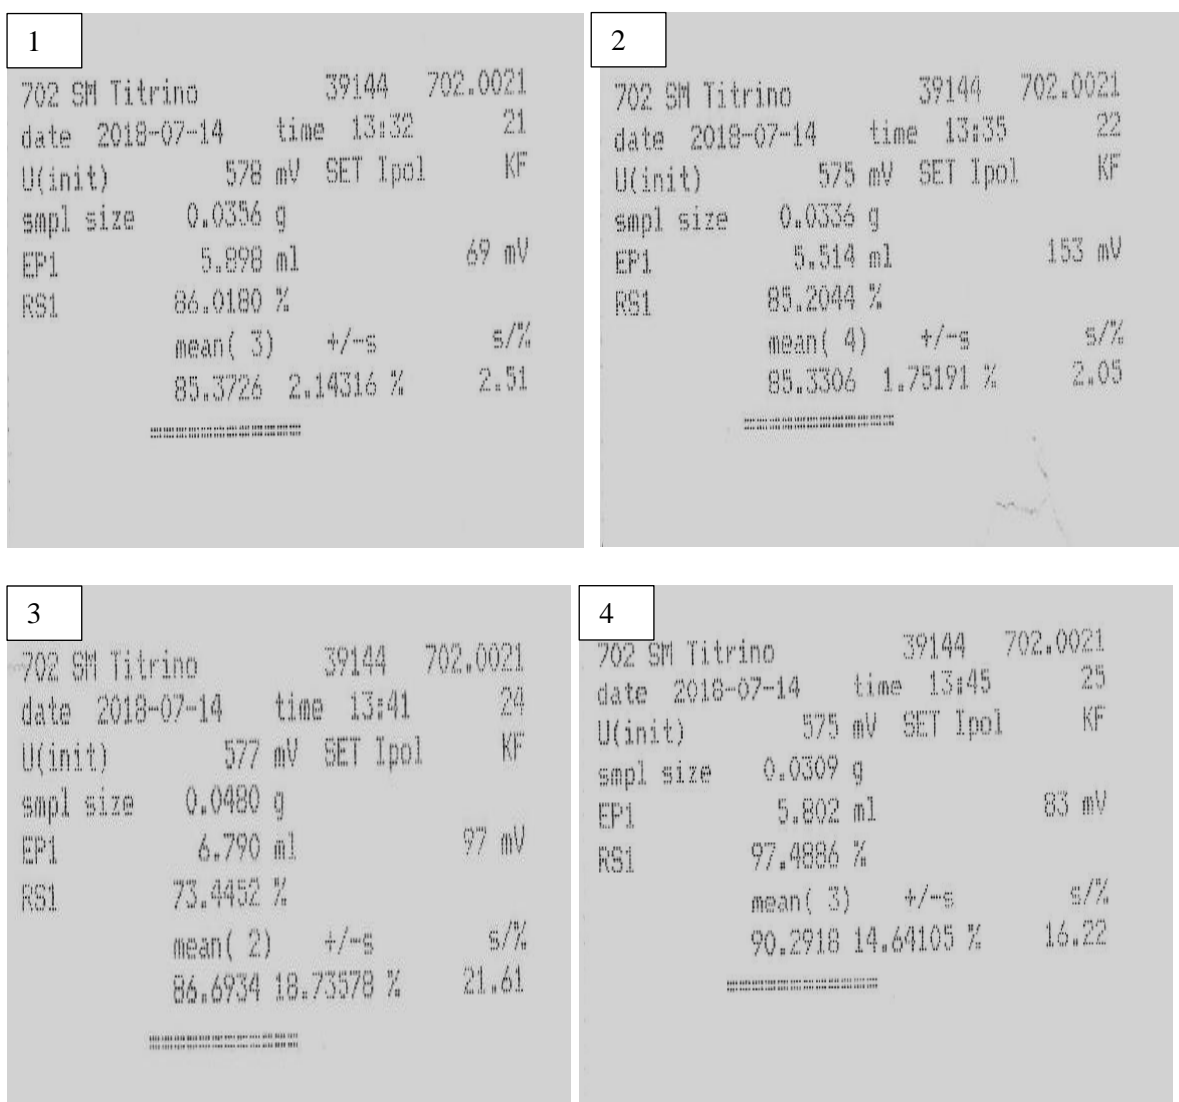 1
702 SM Titrino 39144 702.0021
date 2018-07-14 time 13:32 21
U(init) 578 mV SET Ipol KF
smpl size 0.0356 g
EP1 5.898 ml 69 mV
RS1 86.0180 %
mean( 3) +/-s s/%
85.3726 2.14316 % 2.51
====================
2
702 SM Titrino 39144 702.0021
date 2018-07-14 time 13:35 22
U(init) 575 mV SET Ipol KF
smpl size 0.0336 g
EP1 5.514 ml 153 mV
RS1 85.2044 %
mean( 4) +/-s s/%
85.3306 1.75191 % 2.05
====================
3
702 SM Titrino 39144 702.0021
date 2018-07-14 time 13:41 24
U(init) 577 mV SET Ipol KF
smpl size 0.0480 g
EP1 6.790 ml 97 mV
RS1 73.4452 %
mean( 2) +/-s s/%
86.6934 18.73578 % 21.61
====================
4
702 SM Titrino 39144 702.0021
date 2018-07-14 time 13:45 25
U(init) 575 mV SET Ipol KF
smpl size 0.0309 g
EP1 5.802 ml 83 mV
RS1 97.4886 %
mean( 3) +/-s s/%
90.2918 14.64105 % 16.22
====================